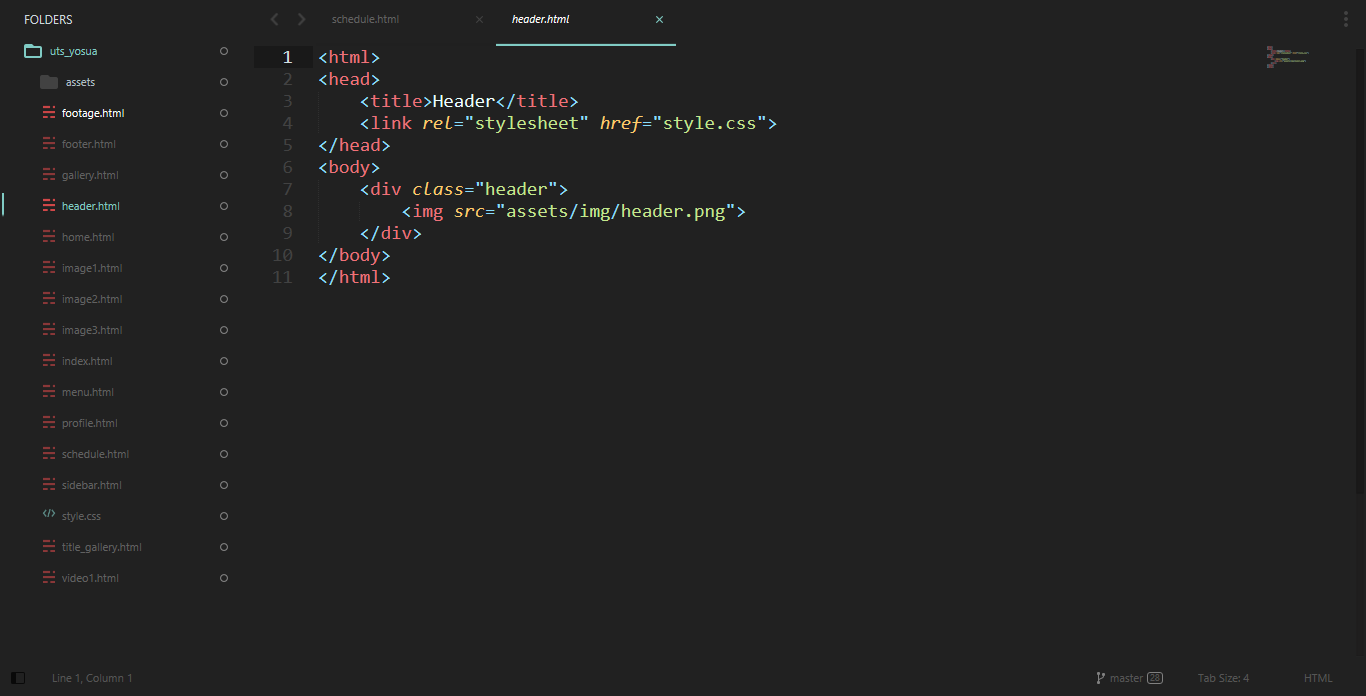 FOLDERS
uts_yosua
assets
footage.html
footer.html
gallery.html
header.html
home.html
image1.html
image2.html
image3.html
index.html
menu.html
profile.html
schedule.html
sidebar.html
style.css
title_gallery.html
video1.html
schedule.html × header.html ×
1 <html>
2 <head>
3     <title>Header</title>
4     <link rel="stylesheet" href="style.css">
5 </head>
6 <body>
7     <div class="header">
8         <img src="assets/img/header.png">
9     </div>
10 </body>
11 </html>
Line 1, Column 1 master 28 Tab Size: 4 HTML